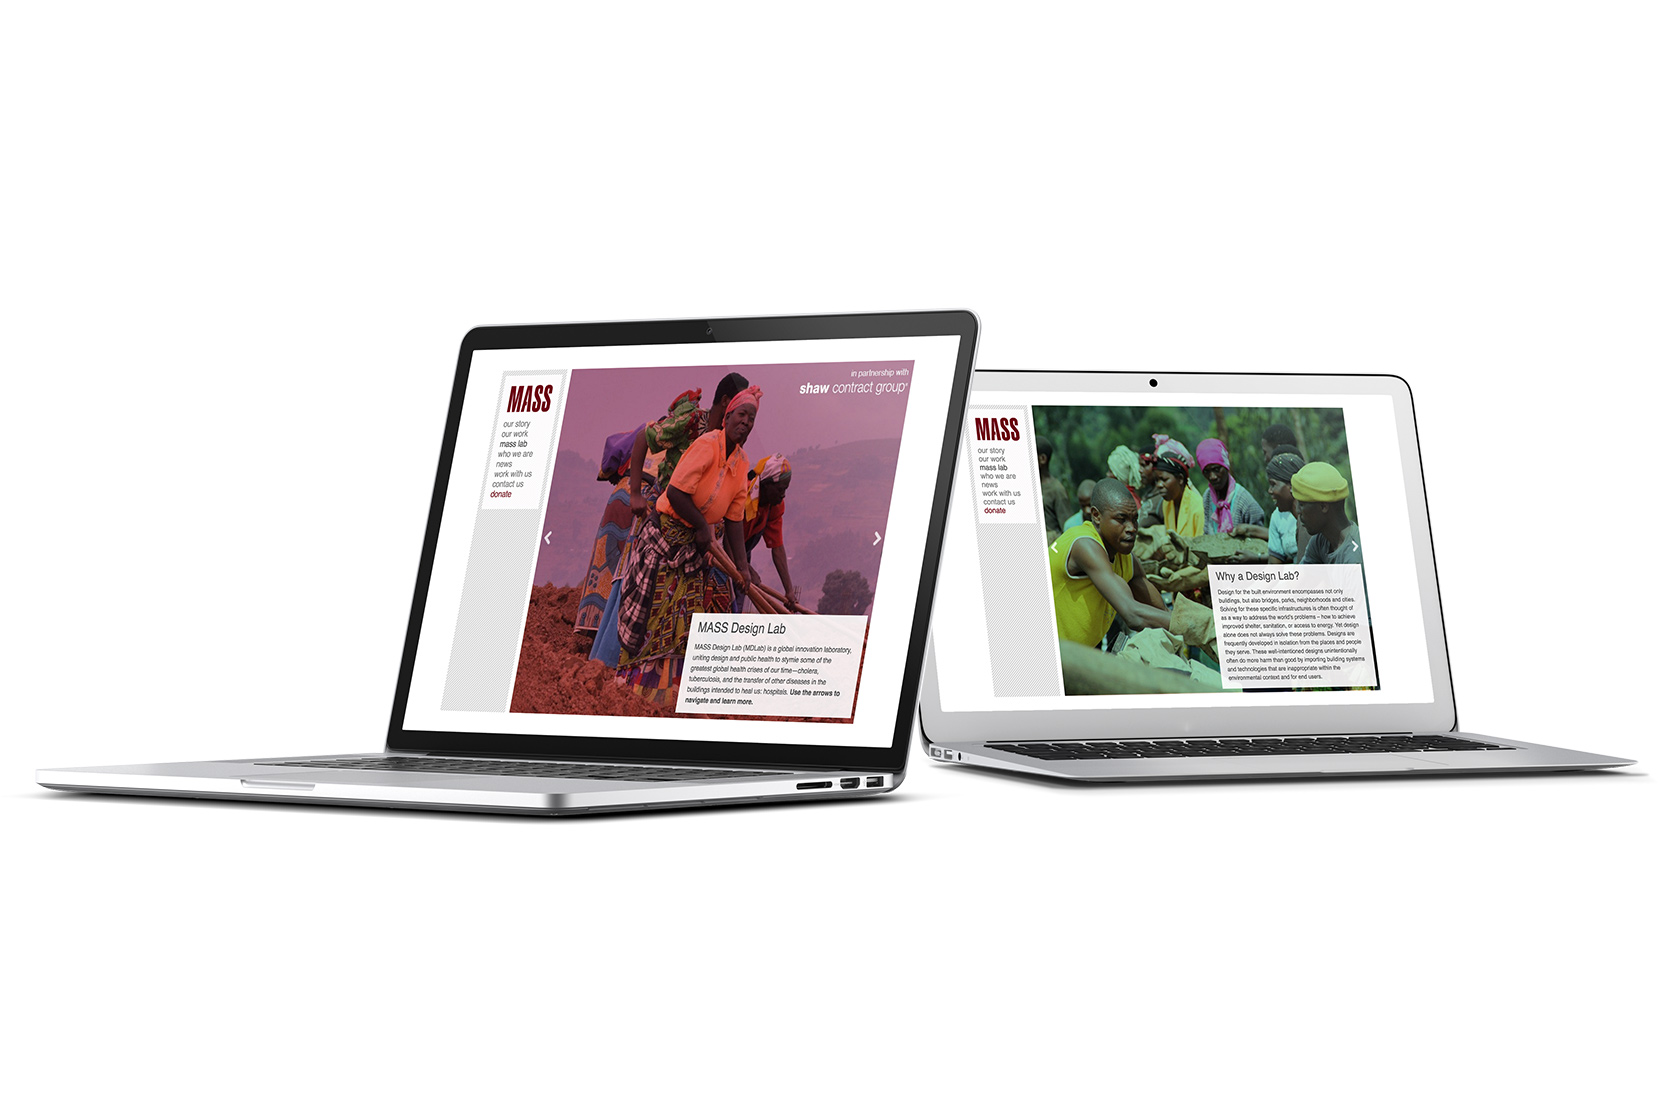 MASS
our story
our work
mass lab
who we are
news
work with us
contact us
donate
in partnership with
shaw contract group®
MASS Design Lab
MASS Design Lab (MDLab) is a global innovation laboratory,
uniting design and public health to stymie some of the
greatest global health crises of our time—cholera,
tuberculosis, and the transfer of other diseases in the
buildings intended to heal us: hospitals. Use the arrows to
navigate and learn more.
MASS
our story
our work
mass lab
who we are
news
work with us
contact us
donate
Why a Design Lab?
Design for the built environment encompasses not only
buildings, but also bridges, parks, neighborhoods and cities.
Solving for these specific infrastructures is often thought of
as a way to address the world's problems – how to achieve
improved shelter, sanitation, or access to energy. Yet design
alone does not always solve these problems. Designs are
frequently developed in isolation from the places and people
they serve. These well-intentioned designs unintentionally
often do more harm than good by importing building systems
and technologies that are inappropriate within the
environmental context and for end users.